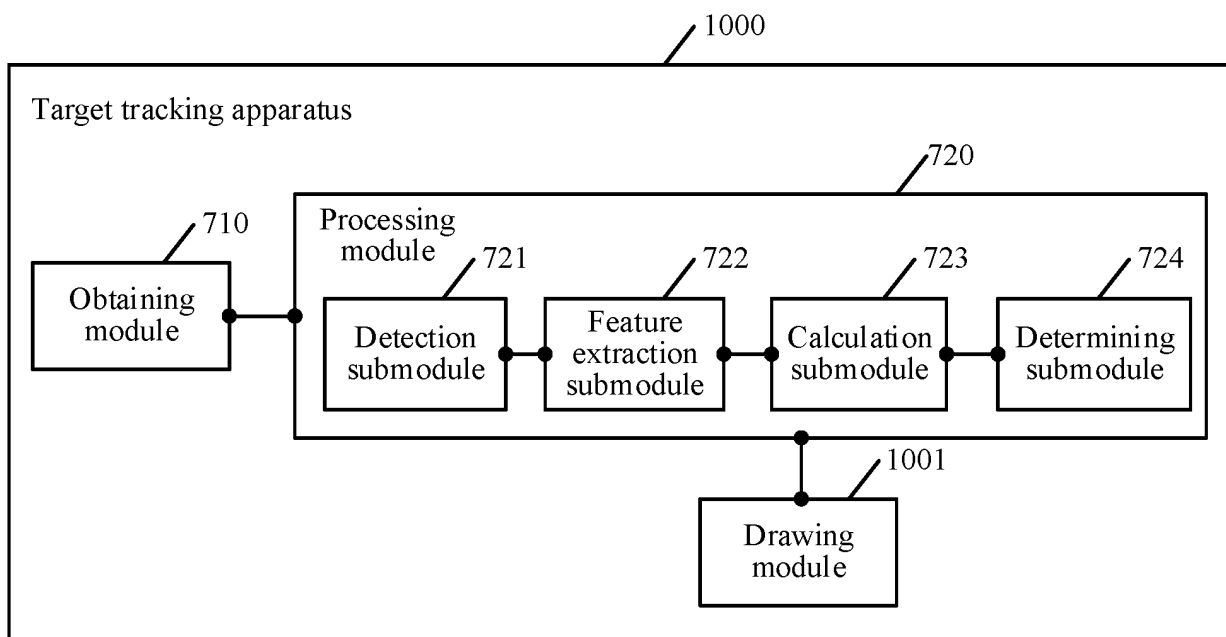 1000
Target tracking apparatus
720
Processing
module
710
Obtaining
module
721
Detection
submodule
722
Feature
extraction
submodule
723
Calculation
submodule
724
Determining
submodule
1001
Drawing
module